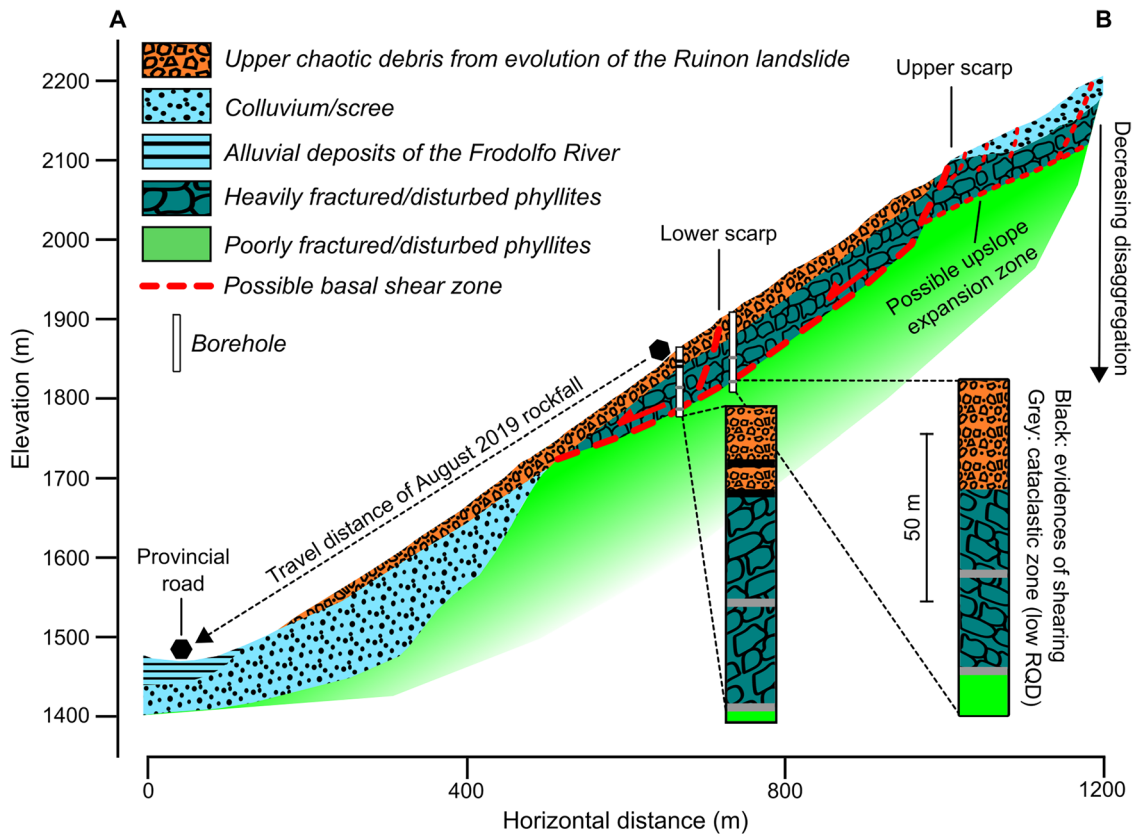 A
B
Upper chaotic debris from evolution of the Ruinon landslide
Colluvium/scree
Alluvial deposits of the Frodolfo River
Heavily fractured/disturbed phyllites
Poorly fractured/disturbed phyllites
Possible basal shear zone
Borehole
Upper scarp
Lower scarp
Possible upslope
expansion zone
Decreasing disaggregation
Travel distance of August 2019 rockfall
Provincial
road
50 m
Black: evidences of shearing
Grey: cataclastic zone (low RQD)
Elevation (m)
2200
2100
2000
1900
1800
1700
1600
1500
1400
0
400
800
1200
Horizontal distance (m)